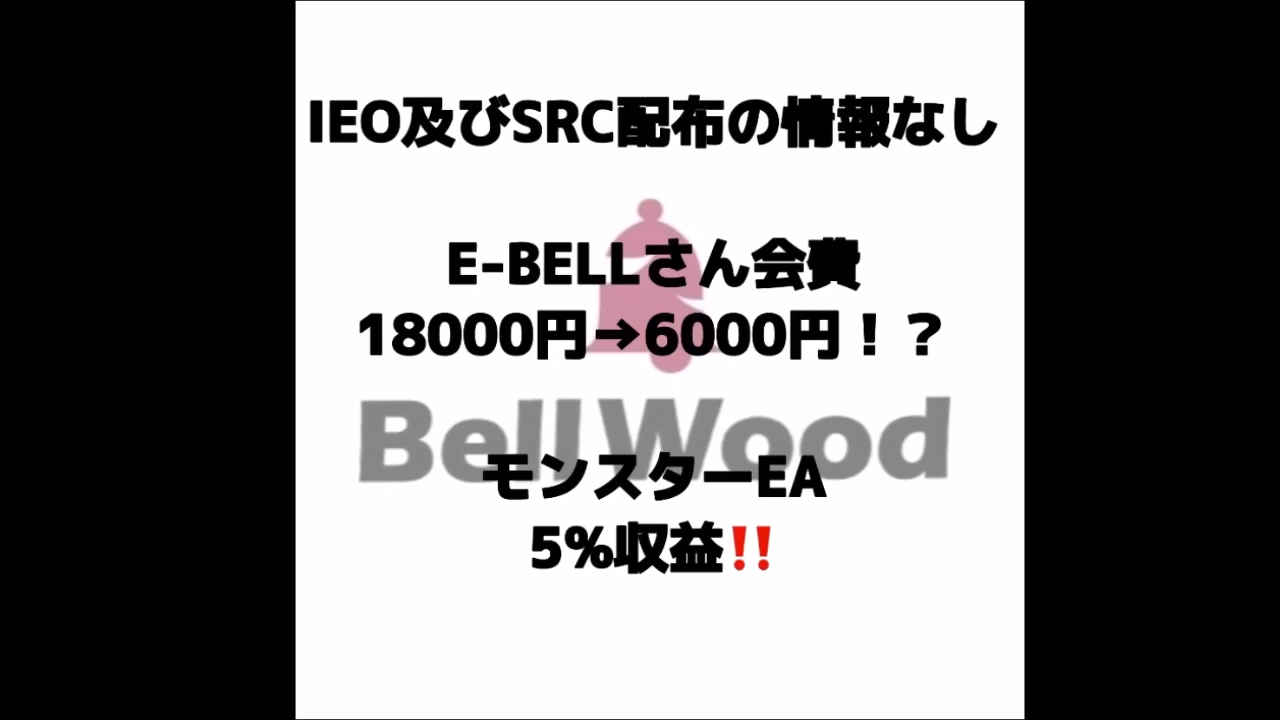 IEO及びSRC配布の情報なし
E-BELLさん会費
18000円→6000円！？
Bell Wood
モンスターEA
5%収益‼️